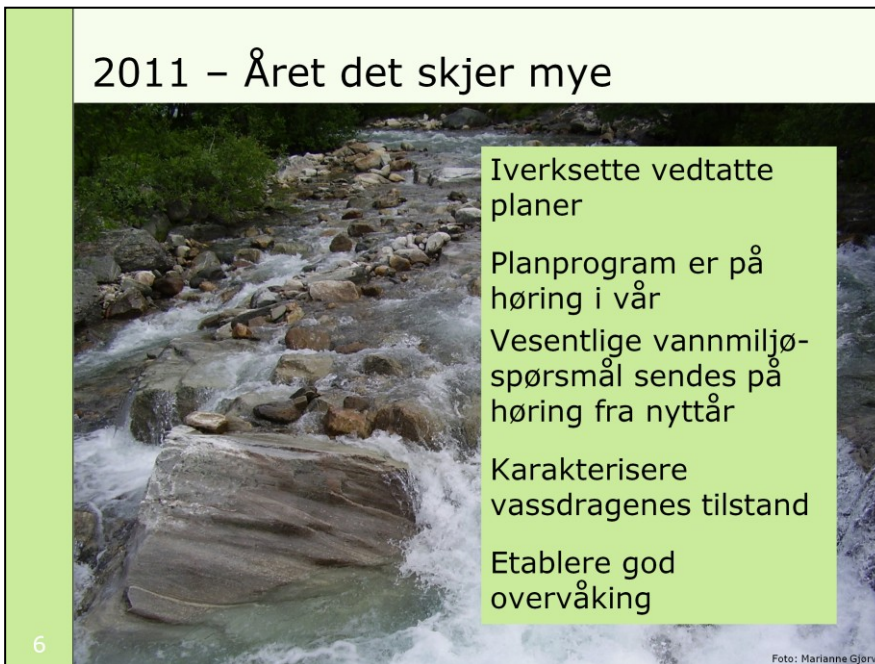 2011 – Året det skjer mye
Iverksette vedtatte
planer
Planprogram er på
høring i vår
Vesentlige vannmiljø-
spørsmål sendes på
høring fra nyttår
Karakterisere
vassdragenes tilstand
Etablere god
overvåking
6
Foto: Marianne Gjørv